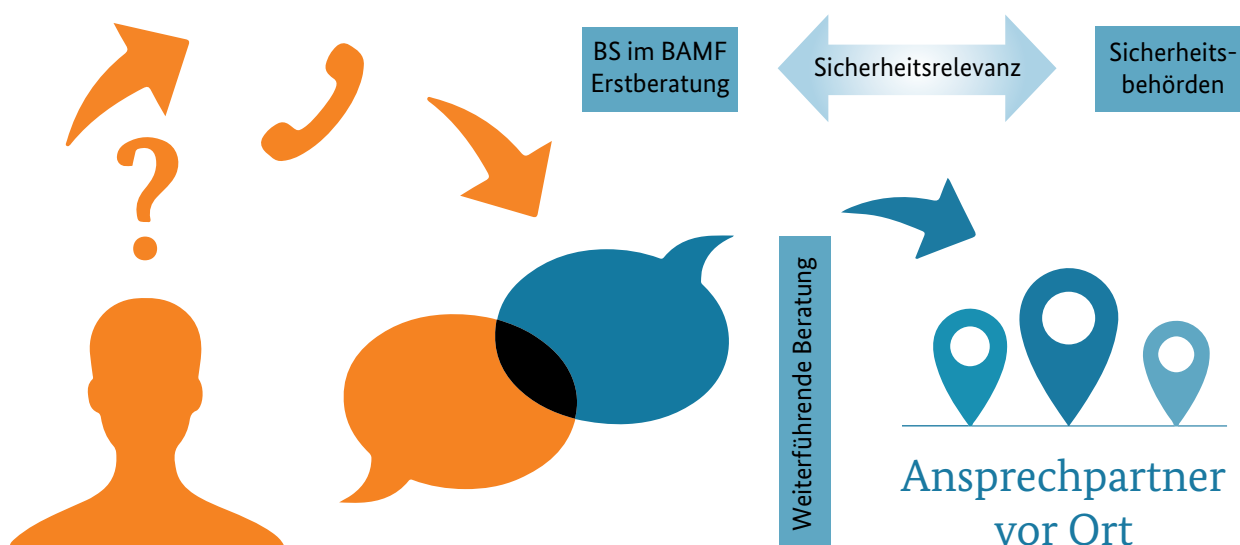 BS im BAMF
Erstberatung
Sicherheitsrelevanz
Sicherheits-
behörden
?
Weiterführende Beratung
Ansprechpartner
vor Ort